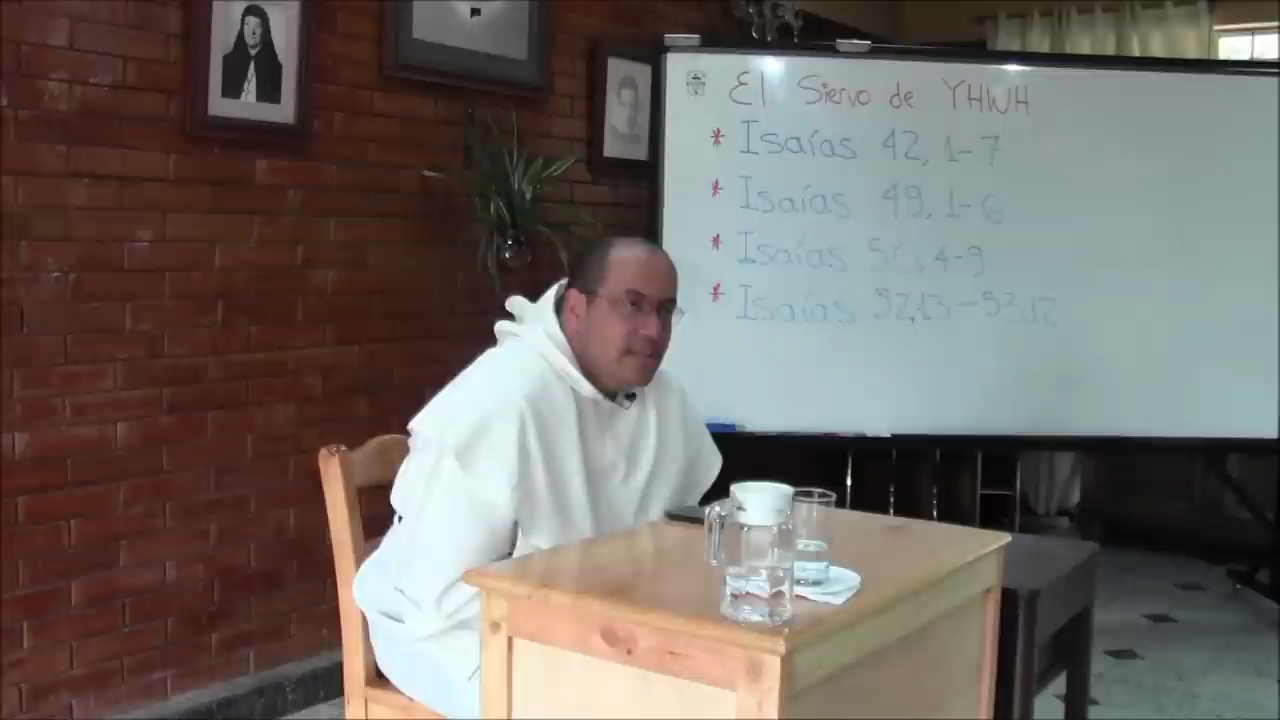 El Siervo de YHWH
* Isaías 42, 1-7
* Isaías 49, 1-6
* Isaías 50, 4-9
* Isaías 52,13-53,12